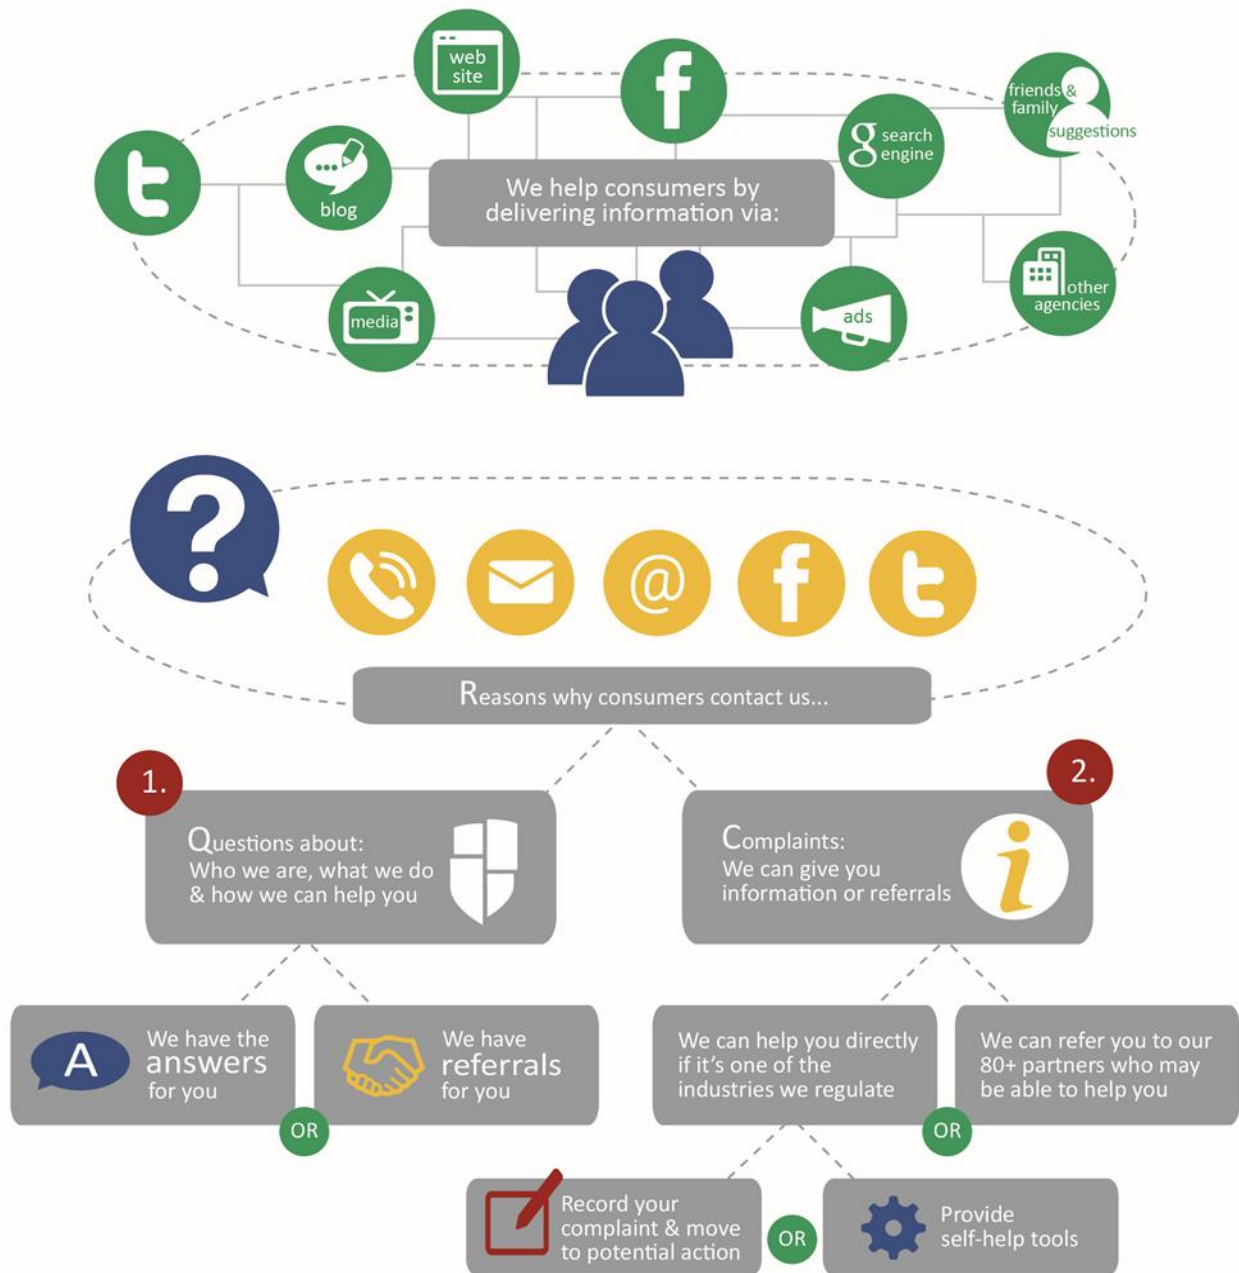 web
site
f
friends &
family
suggestions
g search
engine
t
blog
We help consumers by
delivering information via:
other
agencies
media
ads
?
@
f
t
Reasons why consumers contact us...
1.
Questions about:
Who we are, what we do
& how we can help you
2.
Complaints:
We can give you
information or referrals
i
A
We have the
answers
for you
OR
We have
referrals
for you
We can help you directly
if it's one of the
industries we regulate
OR
We can refer you to our
80+ partners who may
be able to help you
Record your
complaint & move
to potential action
OR
Provide
self-help tools